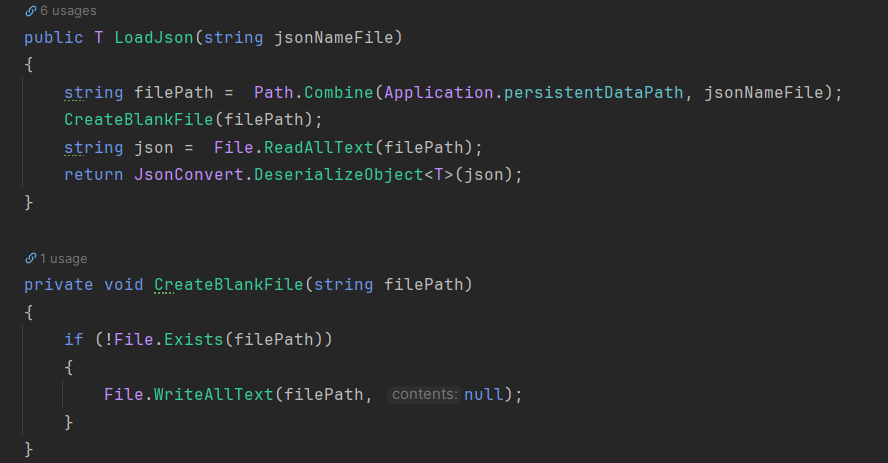 6 usages
public T LoadJson(string jsonNameFile)
{
string filePath =  Path.Combine(Application.persistentDataPath, jsonNameFile);
CreateBlankFile(filePath);
string json =  File.ReadAllText(filePath);
return JsonConvert.DeserializeObject<T>(json);
}
1 usage
private void CreateBlankFile(string filePath)
{
if (!File.Exists(filePath))
{
File.WriteAllText(filePath, contents: null);
}
}